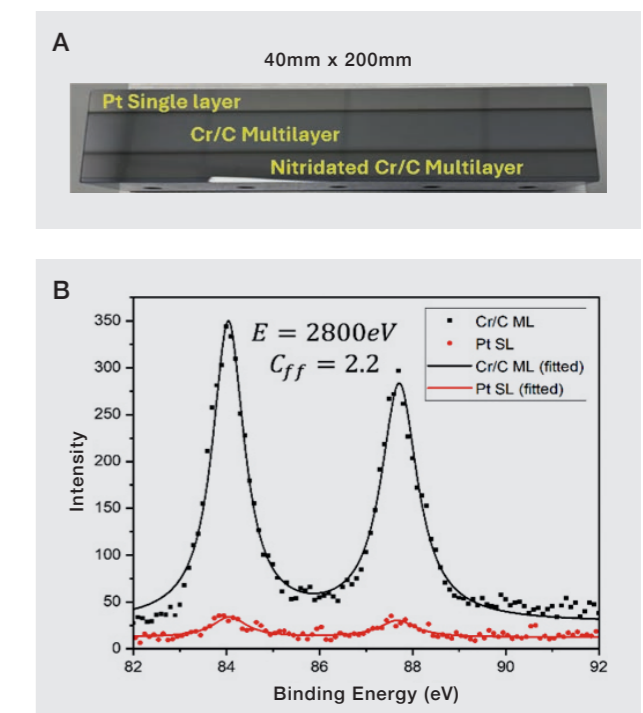 A
40mm x 200mm
Pt Single layer
Cr/C Multilayer
Nitridated Cr/C Multilayer
B
E = 2800eV
C_ff = 2.2
Cr/C ML
Pt SL
Cr/C ML (fitted)
Pt SL (fitted)
350
300
250
200
150
100
50
0
Intensity
82 84 86 88 90 92
Binding Energy (eV)